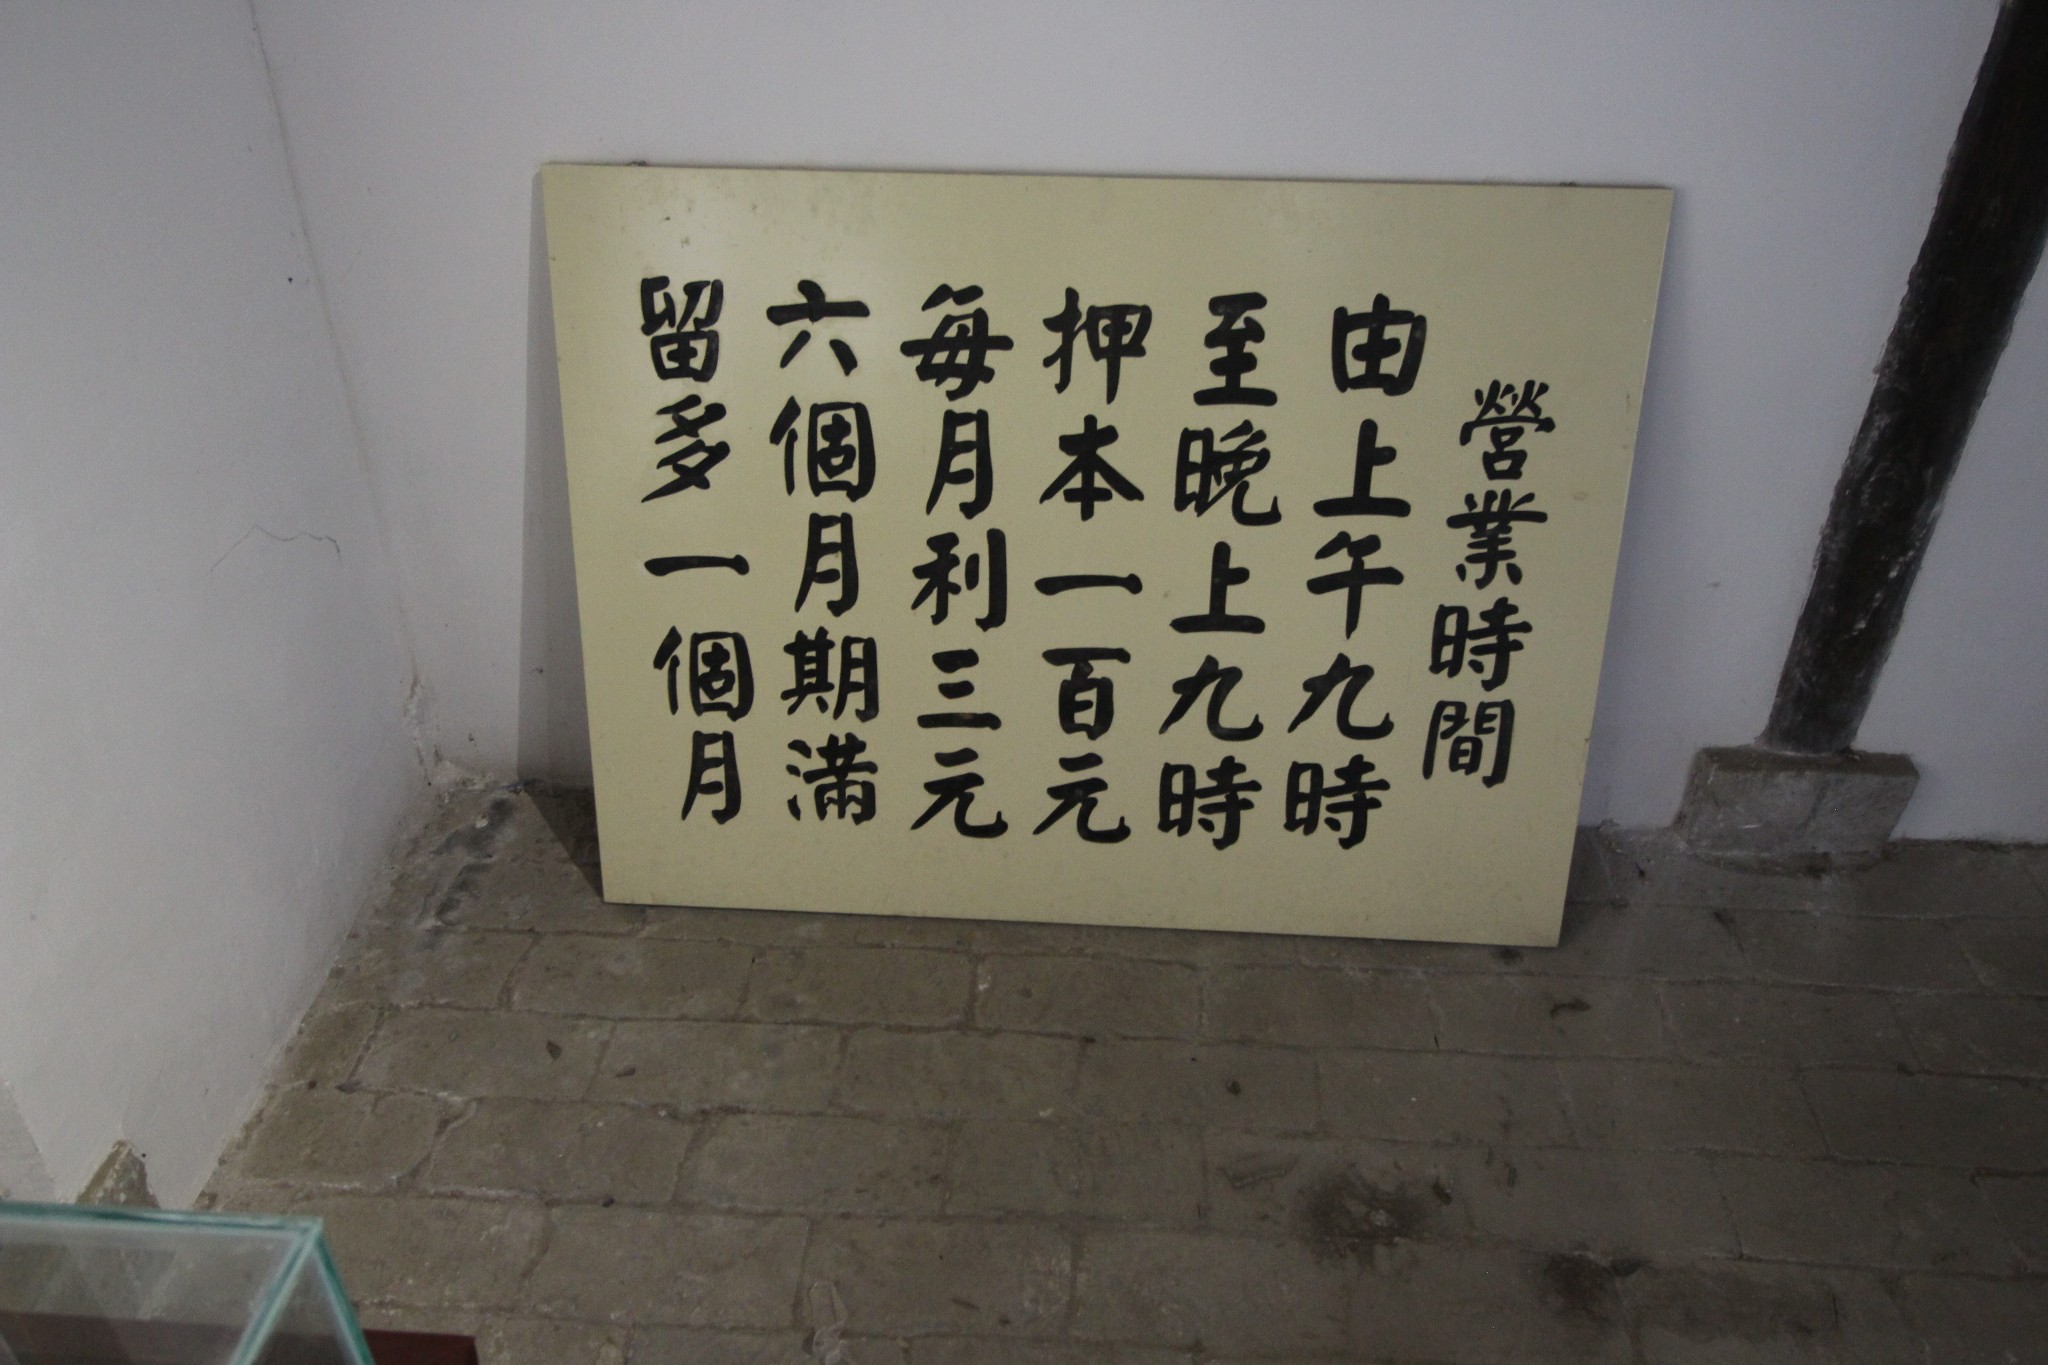 營業時間
由上午九時
至晚上九時
押本一百元
每月利三元
六個月期滿
留多一個月